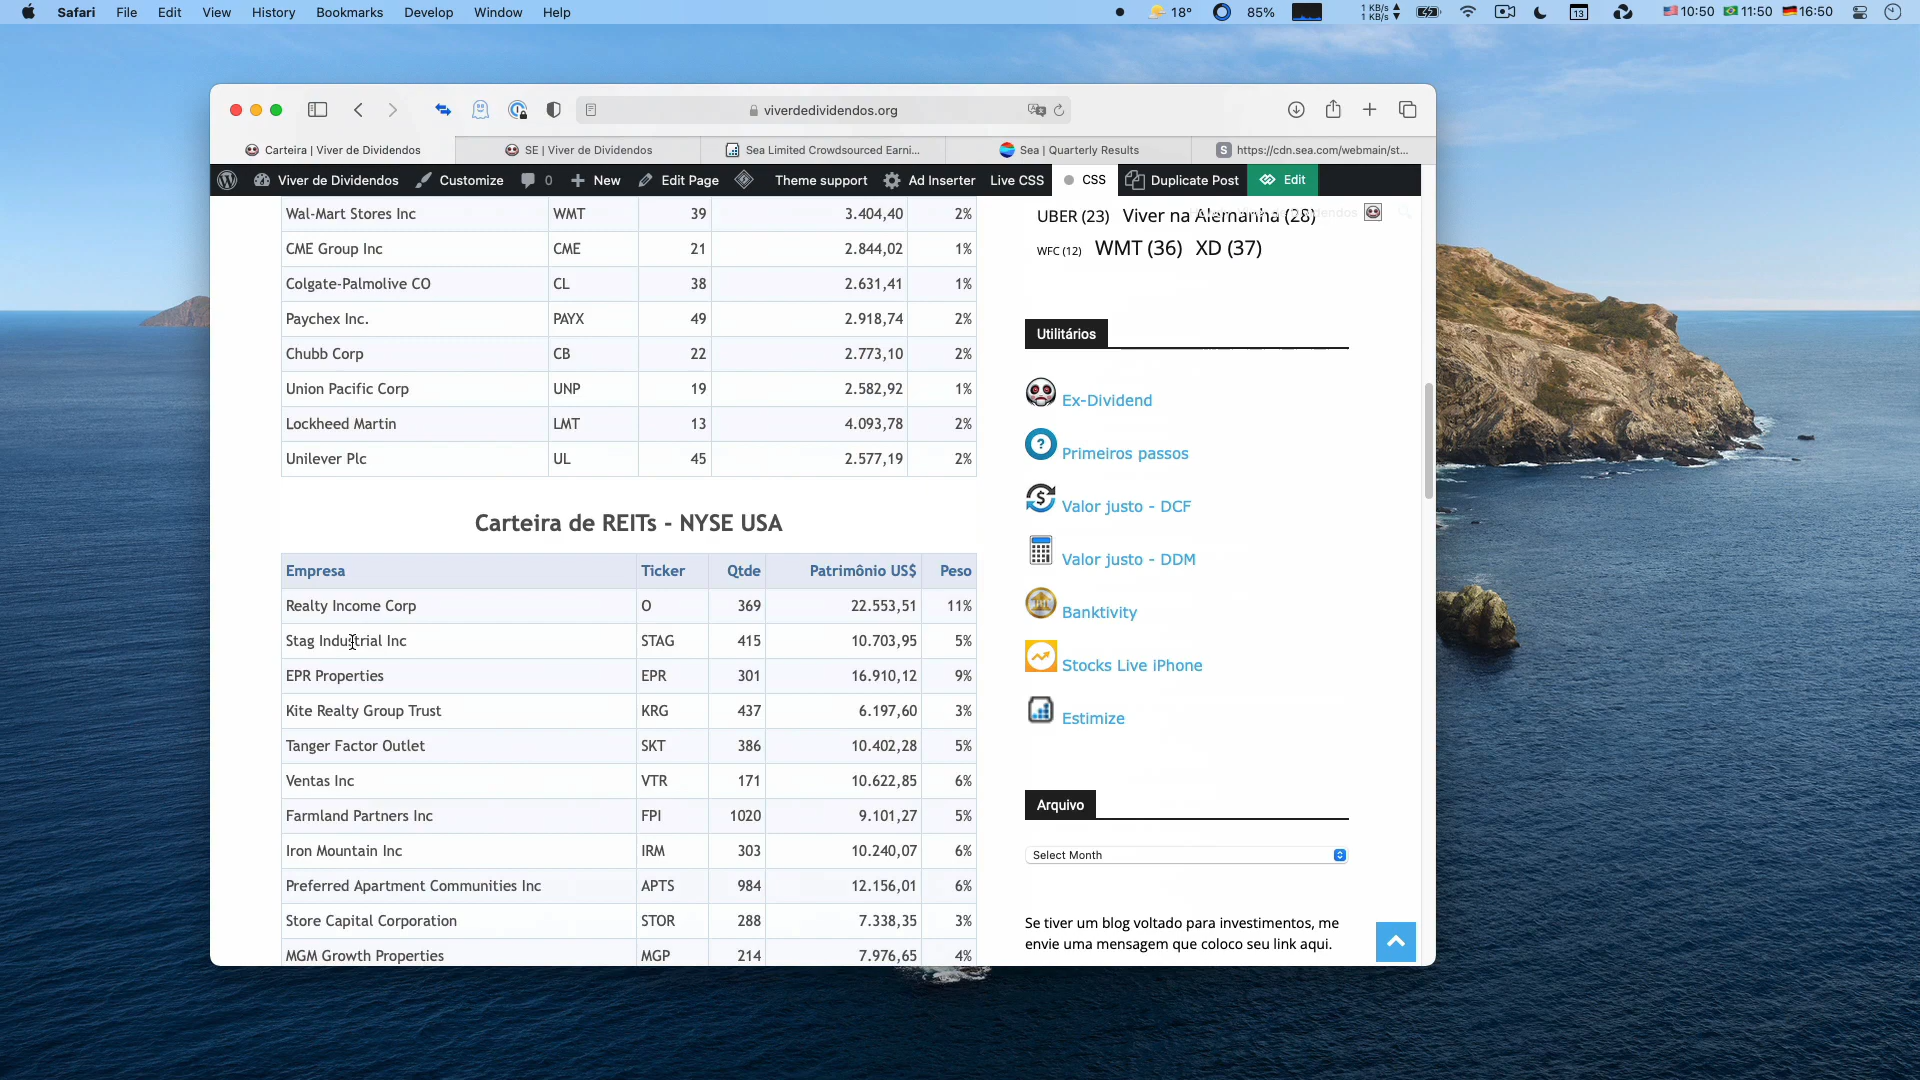 Safari File Edit View History Bookmarks Develop Window Help
18° 85% 1 KB/s 1 KB/s 13 10:50 11:50 16:50
viverdedividendos.org
Carteira | Viver de Dividendos
SE | Viver de Dividendos
Sea Limited Crowdsourced Earni...
Sea | Quarterly Results
S https://cdn.sea.com/webmain/st...
Viver de Dividendos Customize 0 New Edit Page Theme support Ad Inserter Live CSS CSS Duplicate Post Edit
Wal-Mart Stores Inc WMT 39 3.404,40 2%
CME Group Inc CME 21 2.844,02 1%
Colgate-Palmolive CO CL 38 2.631,41 1%
Paychex Inc. PAYX 49 2.918,74 2%
Chubb Corp CB 22 2.773,10 2%
Union Pacific Corp UNP 19 2.582,92 1%
Lockheed Martin LMT 13 4.093,78 2%
Unilever Plc UL 45 2.577,19 2%
Carteira de REITs - NYSE USA
Empresa Ticker Qtde Patrimônio US$ Peso
Realty Income Corp O 369 22.553,51 11%
Stag Industrial Inc STAG 415 10.703,95 5%
EPR Properties EPR 301 16.910,12 9%
Kite Realty Group Trust KRG 437 6.197,60 3%
Tanger Factor Outlet SKT 386 10.402,28 5%
Ventas Inc VTR 171 10.622,85 6%
Farmland Partners Inc FPI 1020 9.101,27 5%
Iron Mountain Inc IRM 303 10.240,07 6%
Preferred Apartment Communities Inc APTS 984 12.156,01 6%
Store Capital Corporation STOR 288 7.338,35 3%
MGM Growth Properties MGP 214 7.976,65 4%
UBER (23) Viver na Alemanha (28)
WFC (12) WMT (36) XD (37)
Utilitários
Ex-Dividend
Primeiros passos
Valor justo - DCF
Valor justo - DDM
Banktivity
Stocks Live iPhone
Estimize
Arquivo
Select Month
Se tiver um blog voltado para investimentos, me
envie uma mensagem que coloco seu link aqui.